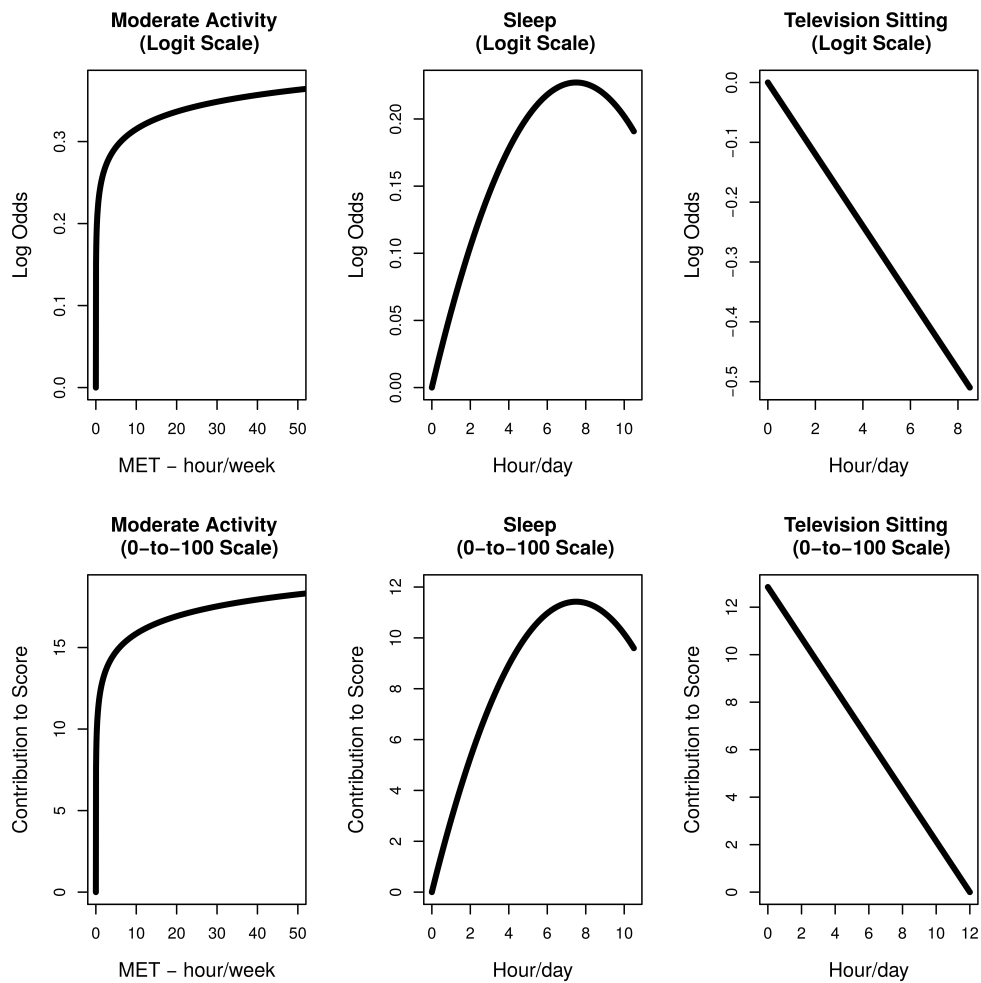 Moderate Activity
(Logit Scale)
Log Odds
0.0 0.1 0.2 0.3
0 10 20 30 40 50
MET − hour/week
Sleep
(Logit Scale)
Log Odds
0.00 0.05 0.10 0.15 0.20
0 2 4 6 8 10
Hour/day
Television Sitting
(Logit Scale)
Log Odds
−0.5 −0.4 −0.3 −0.2 −0.1 0.0
0 2 4 6 8
Hour/day
Moderate Activity
(0−to−100 Scale)
Contribution to Score
0 5 10 15
0 10 20 30 40 50
MET − hour/week
Sleep
(0−to−100 Scale)
Contribution to Score
0 2 4 6 8 10 12
0 2 4 6 8 10
Hour/day
Television Sitting
(0−to−100 Scale)
Contribution to Score
0 2 4 6 8 10 12
0 2 4 6 8 10 12
Hour/day